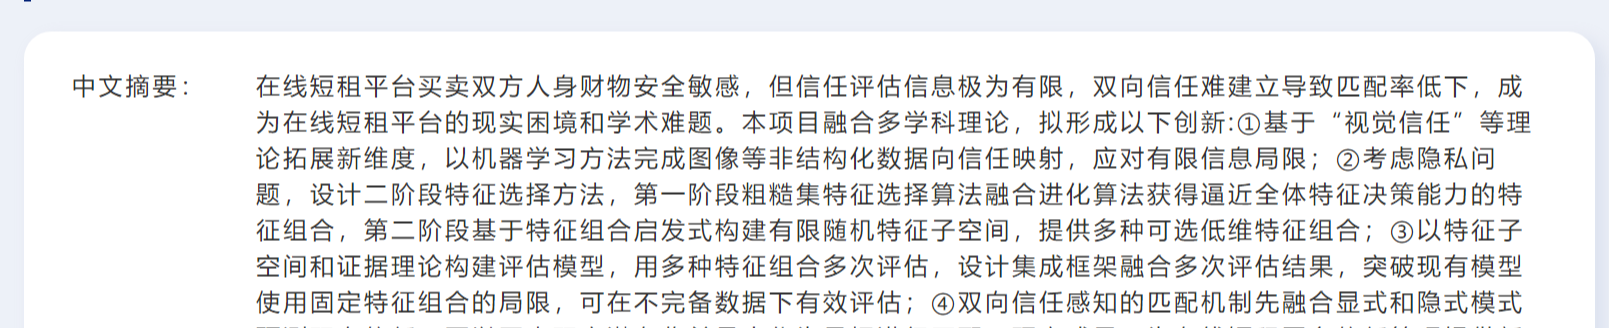 中文摘要：
在线短租平台买卖双方人身财物安全敏感，但信任评估信息极为有限，双向信任难建立导致匹配率低下，成
为在线短租平台的现实困境和学术难题。本项目融合多学科理论，拟形成以下创新:①基于“视觉信任”等理
论拓展新维度，以机器学习方法完成图像等非结构化数据向信任映射，应对有限信息局限；②考虑隐私问
题，设计二阶段特征选择方法，第一阶段粗糙集特征选择算法融合进化算法获得逼近全体特征决策能力的特
征组合，第二阶段基于特征组合启发式构建有限随机特征子空间，提供多种可选低维特征组合；③以特征子
空间和证据理论构建评估模型，用多种特征组合多次评估，设计集成框架融合多次评估结果，突破现有模型
使用固定特征组合的局限，可在不完备数据下有效评估；④双向信任感知的匹配机制先融合显式和隐式模式